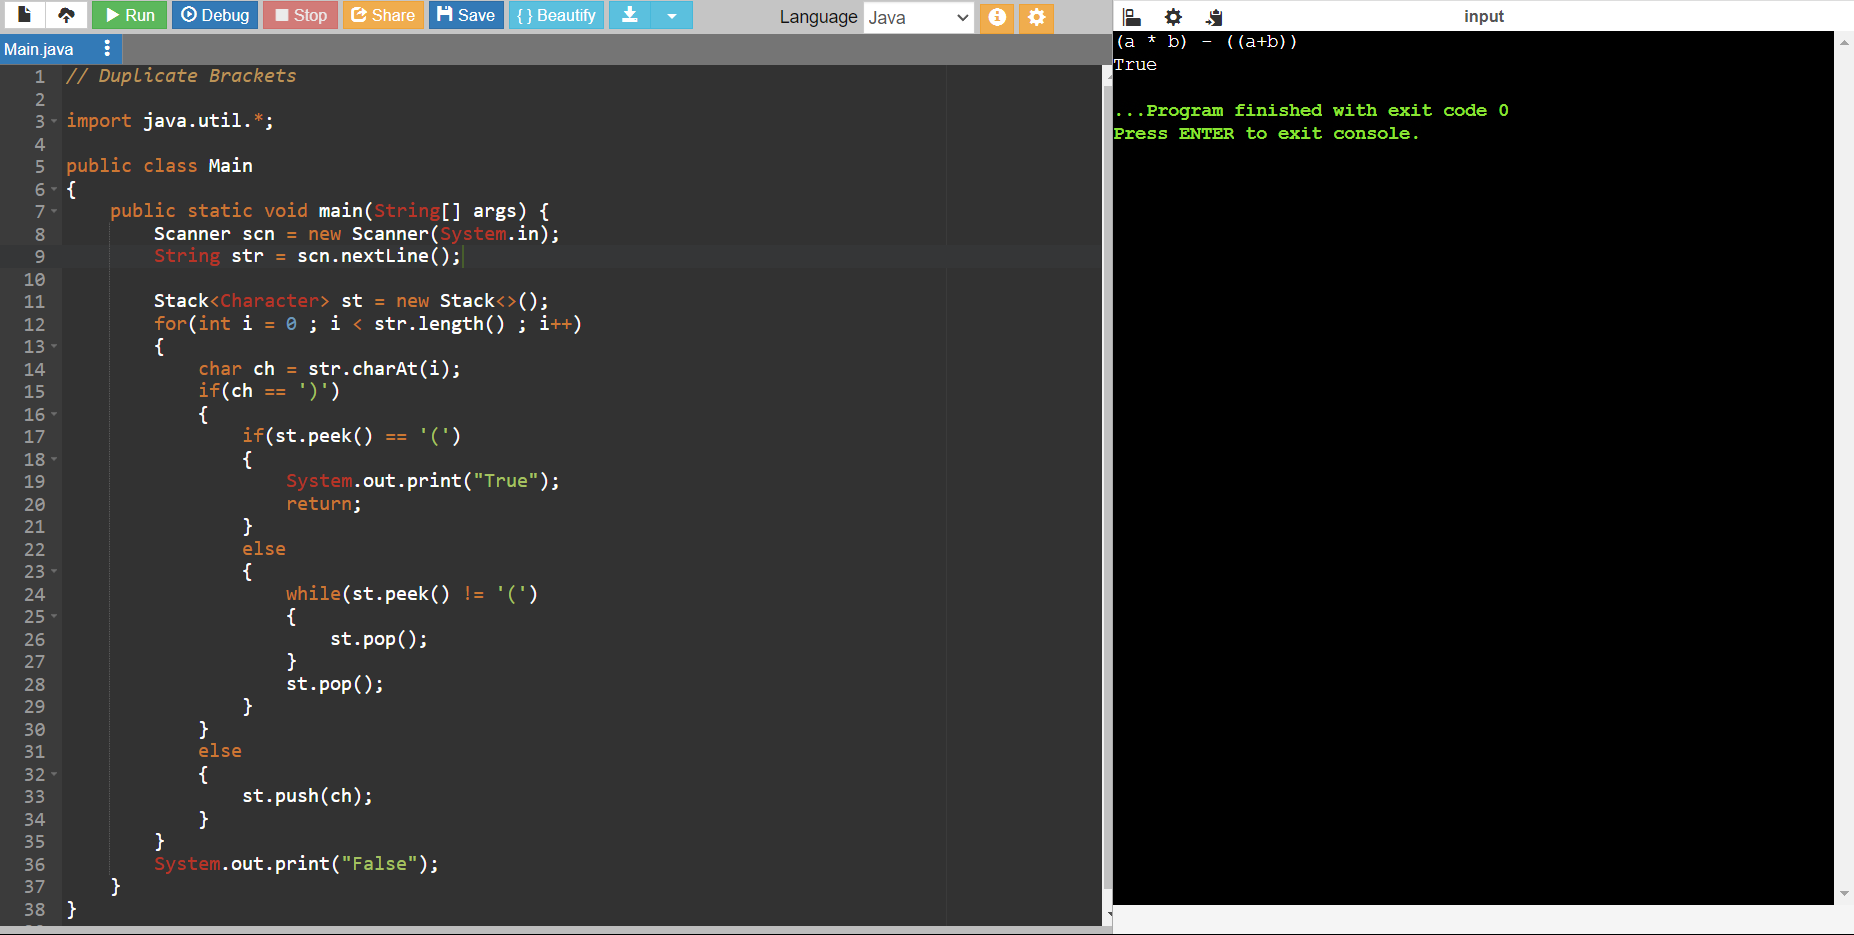 Run Debug Stop Share Save { } Beautify Language Java input
Main.java
1 // Duplicate Brackets
2
3 import java.util.*;
4
5 public class Main
6 {
7 public static void main(String[] args) {
8 Scanner scn = new Scanner(System.in);
9 String str = scn.nextLine();
10
11 Stack<Character> st = new Stack<>();
12 for(int i = 0 ; i < str.length() ; i++)
13 {
14 char ch = str.charAt(i);
15 if(ch == ')')
16 {
17 if(st.peek() == '(')
18 {
19 System.out.print("True");
20 return;
21 }
22 else
23 {
24 while(st.peek() != '(')
25 {
26 st.pop();
27 }
28 st.pop();
29 }
30 }
31 else
32 {
33 st.push(ch);
34 }
35 }
36 System.out.print("False");
37 }
38 }
(a * b) - ((a+b))
True
...Program finished with exit code 0
Press ENTER to exit console.